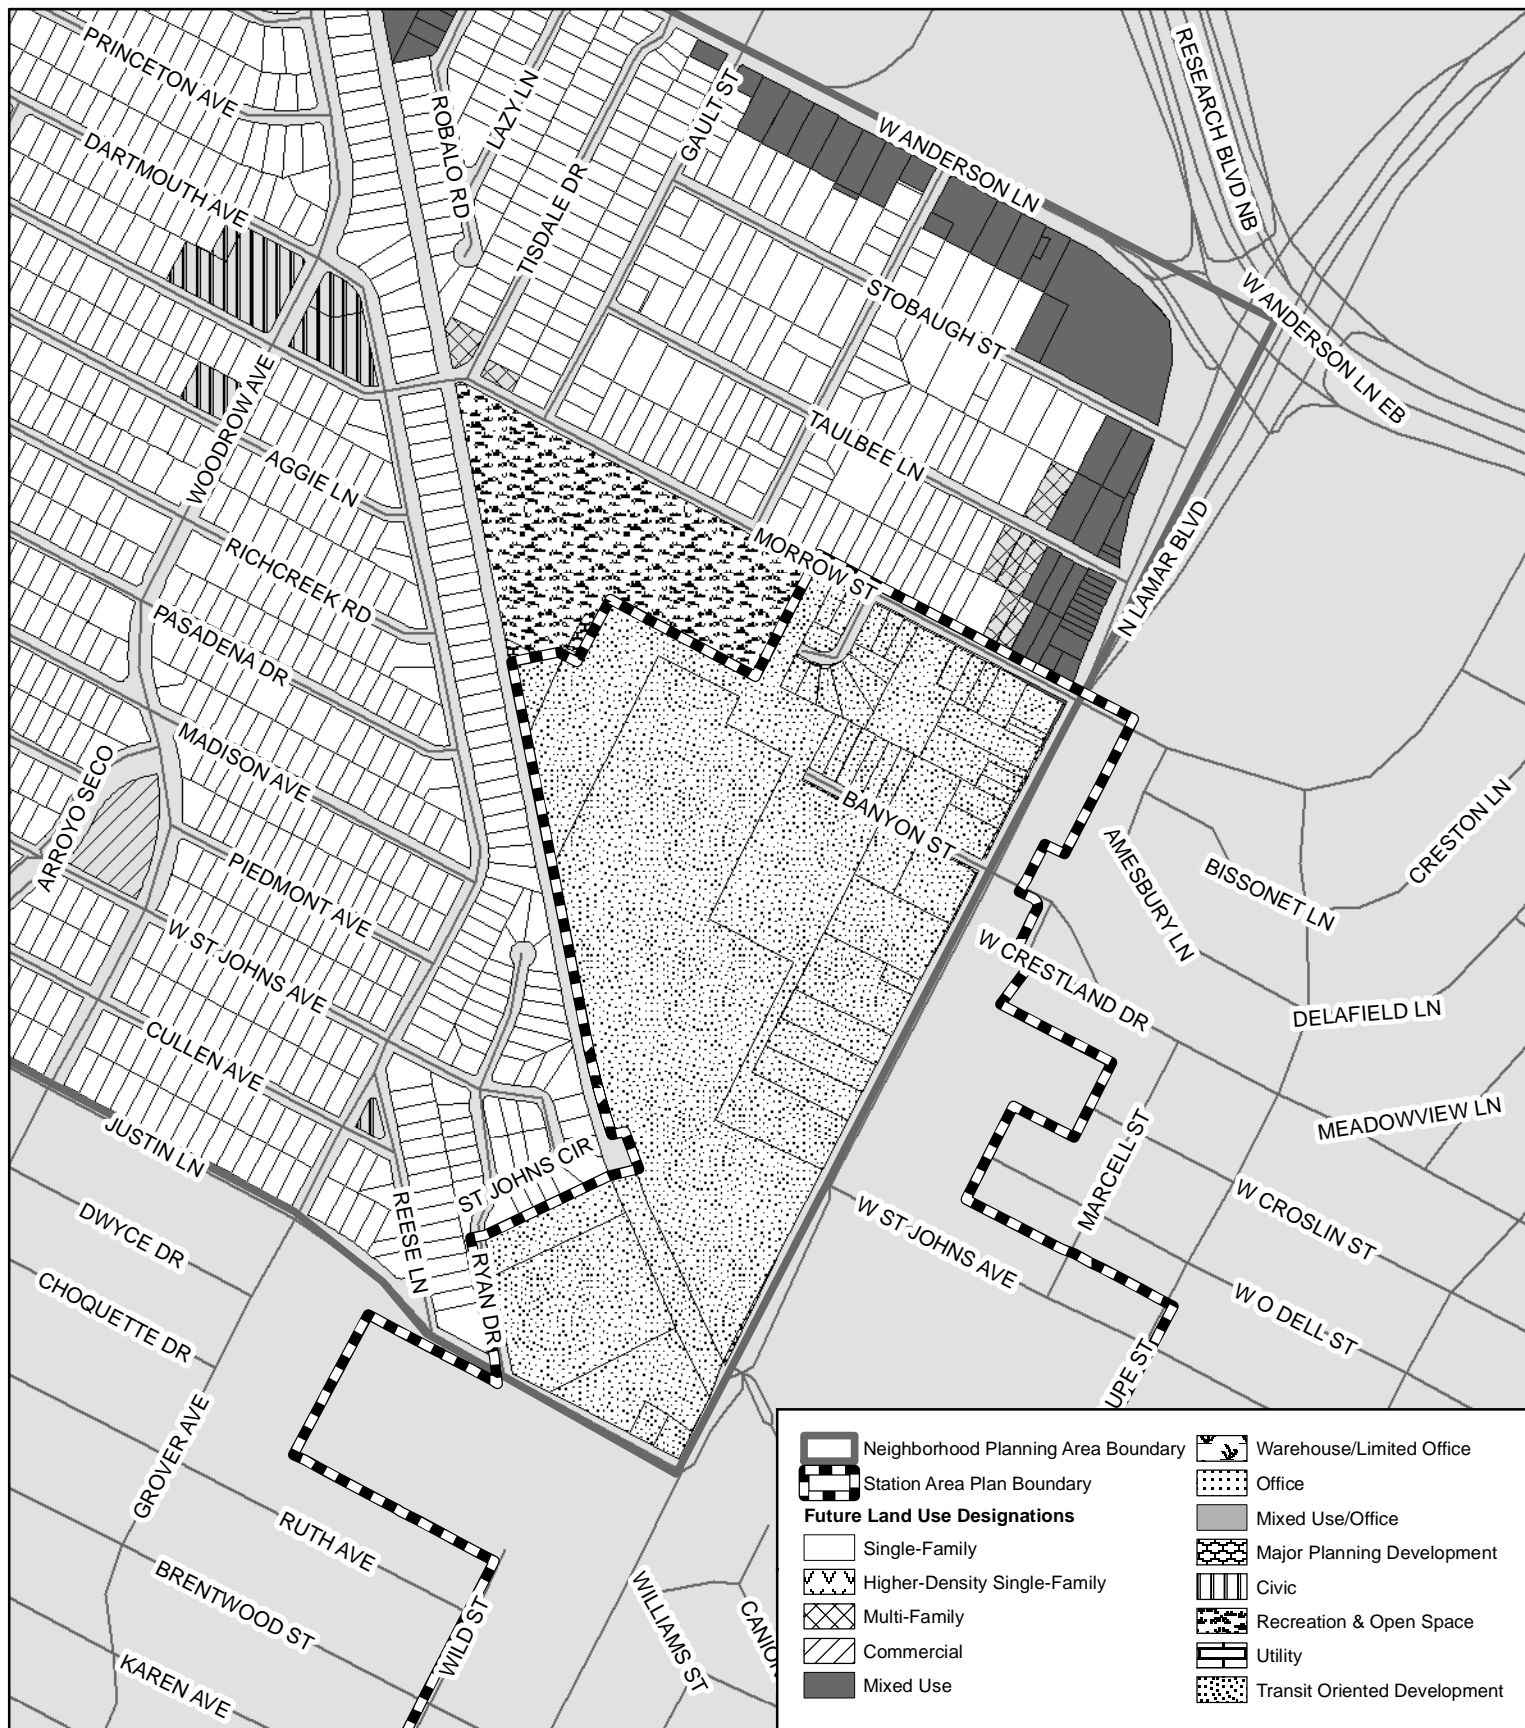 PRINCETON AVE
DARTMOUTH AVE
ROBALO RD
LAZY LN
TISDALE DR
GAULT ST
W ANDERSON LN
RESEARCH BLVD NB
W ANDERSON LN EB
STOBAUGH ST
TAULBEE LN
WOODROW AVE
AGGIE LN
RICHCREEK RD
PASADENA DR
MORROW ST
N LAMAR BLVD
MADISON AVE
ARROYO SECO
PIEDMONT AVE
W ST JOHNS AVE
CULLEN AVE
JUSTIN LN
BANYON ST
AMESBURY LN
BISSONET LN
CRESTON LN
W CRESTLAND DR
DELAFIELD LN
MEADOWVIEW LN
MARCELL ST
W CROSLIN ST
W ST JOHNS AVE
W O DELL ST
UPE ST
ST JOHNS CIR
REESE LN
RYAN DR
DWYCE DR
CHOQUETTE DR
GROVER AVE
RUTH AVE
BRENTWOOD ST
KAREN AVE
WILD ST
WILLIAMS ST
CANION
Neighborhood Planning Area Boundary
Station Area Plan Boundary
Future Land Use Designations
Single-Family
Higher-Density Single-Family
Multi-Family
Commercial
Mixed Use
Warehouse/Limited Office
Office
Mixed Use/Office
Major Planning Development
Civic
Recreation & Open Space
Utility
Transit Oriented Development